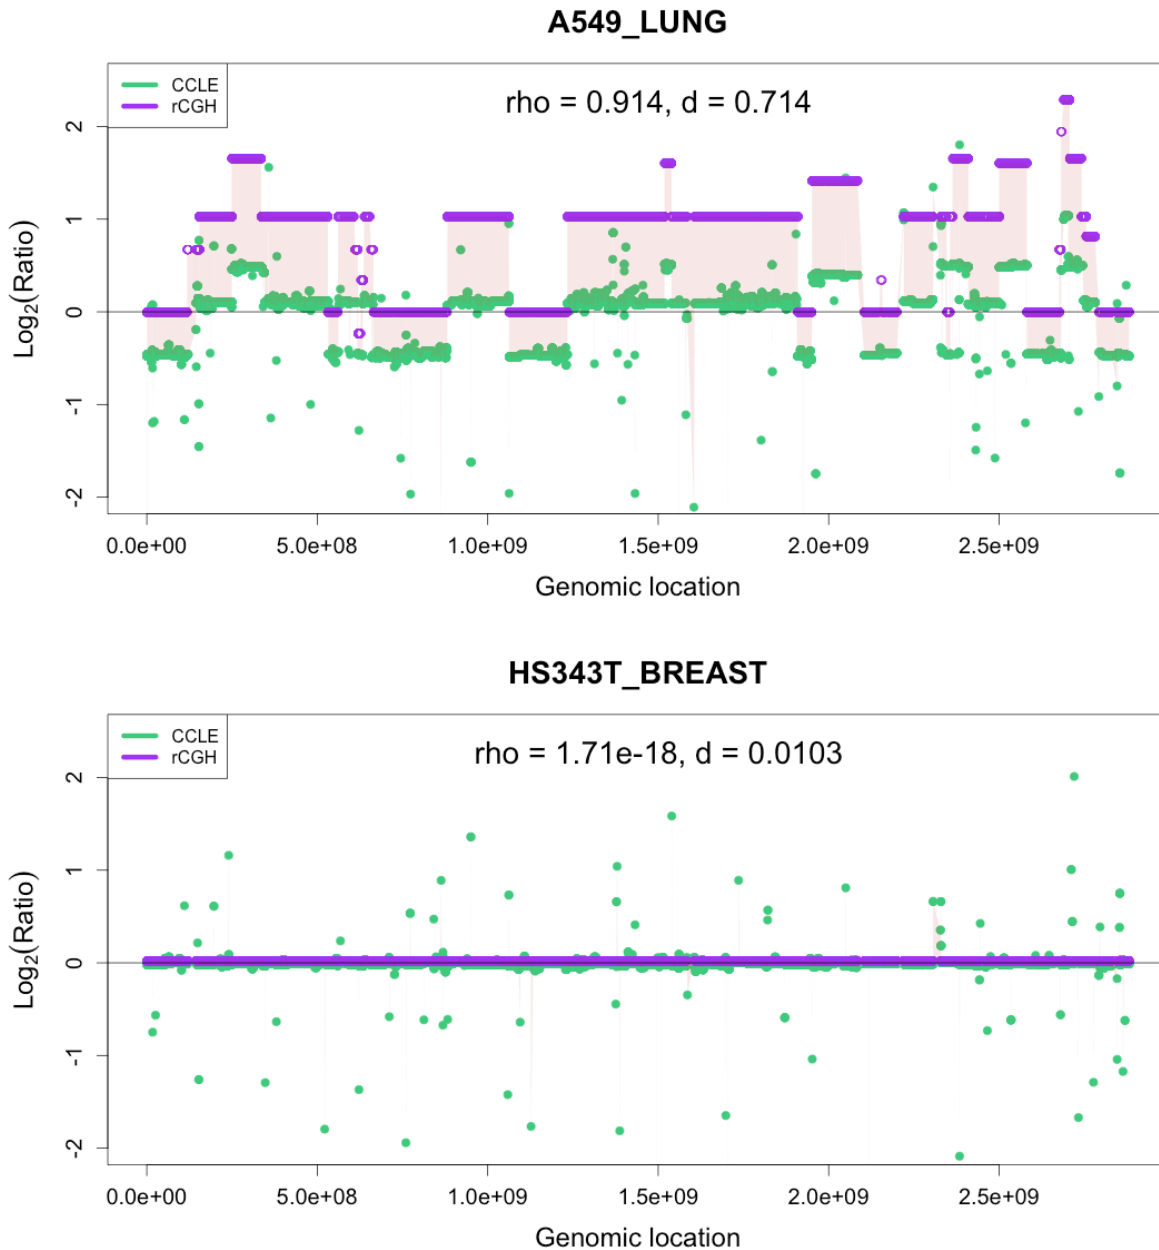 A549_LUNG
CCLE
rCGH
rho = 0.914, d = 0.714
Log2(Ratio)
2
1
0
-1
-2
0.0e+00 5.0e+08 1.0e+09 1.5e+09 2.0e+09 2.5e+09
Genomic location
HS343T_BREAST
CCLE
rCGH
rho = 1.71e-18, d = 0.0103
Log2(Ratio)
2
1
0
-1
-2
0.0e+00 5.0e+08 1.0e+09 1.5e+09 2.0e+09 2.5e+09
Genomic location